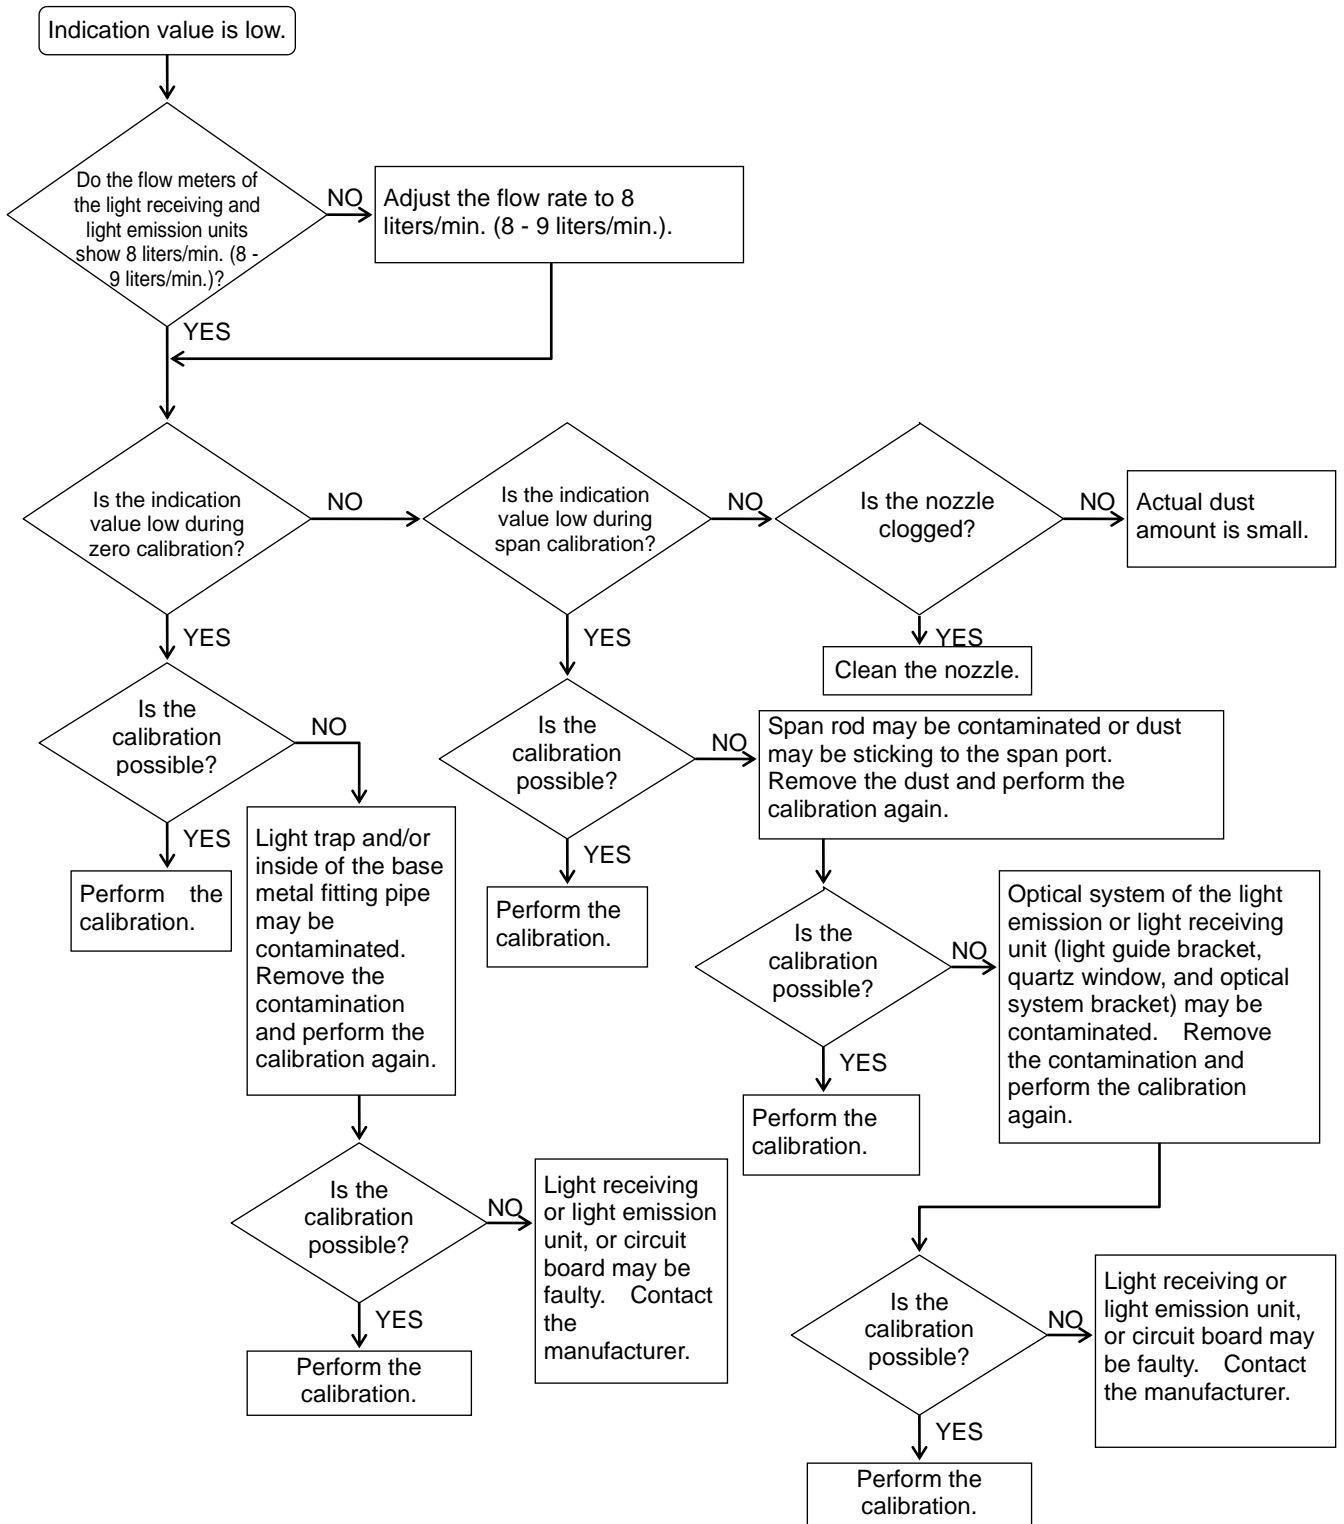 Indication value is low.
Do the flow meters of
the light receiving and
light emission units
show 8 liters/min. (8 -
9 liters/min.)?
NO
Adjust the flow rate to 8
liters/min. (8 - 9 liters/min.).
YES
Is the indication
value low during
zero calibration?
NO
Is the indication
value low during
span calibration?
NO
Is the nozzle
clogged?
NO
Actual dust
amount is small.
YES
YES
YES
Clean the nozzle.
Is the
calibration
possible?
NO
Is the
calibration
possible?
NO
Span rod may be contaminated or dust
may be sticking to the span port.
Remove the dust and perform the
calibration again.
YES
Perform the
calibration.
Light trap and/or
inside of the base
metal fitting pipe
may be
contaminated.
Remove the
contamination
and perform the
calibration again.
YES
Perform the
calibration.
Is the
calibration
possible?
NO
Optical system of the light
emission or light receiving
unit (light guide bracket,
quartz window, and optical
system bracket) may be
contaminated. Remove
the contamination and
perform the calibration
again.
YES
Perform the
calibration.
Is the
calibration
possible?
NO
Light receiving
or light emission
unit, or circuit
board may be
faulty. Contact
the
manufacturer.
YES
Perform the
calibration.
Is the
calibration
possible?
NO
Light receiving or
light emission unit,
or circuit board may
be faulty. Contact
the manufacturer.
YES
Perform the
calibration.